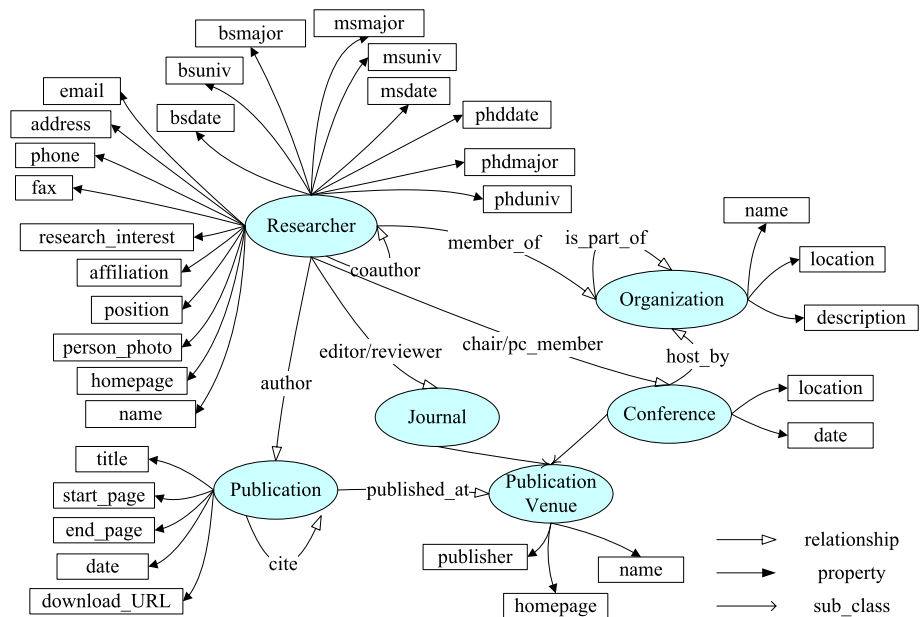 msmajor
bsmajor
msuniv
bsuniv
email
msdate
bsdate
phddate
address
phone
phdmajor
fax
phduniv
name
Researcher
research_interest
member_of
is_part_of
location
affiliation
coauthor
Organization
position
description
person_photo
editor/reviewer
chair/pc_member
host_by
homepage
author
location
name
Journal
Conference
date
title
Publication
published_at
Publication
Venue
start_page
end_page
publisher
cite
date
name
relationship
property
download_URL
homepage
sub_class